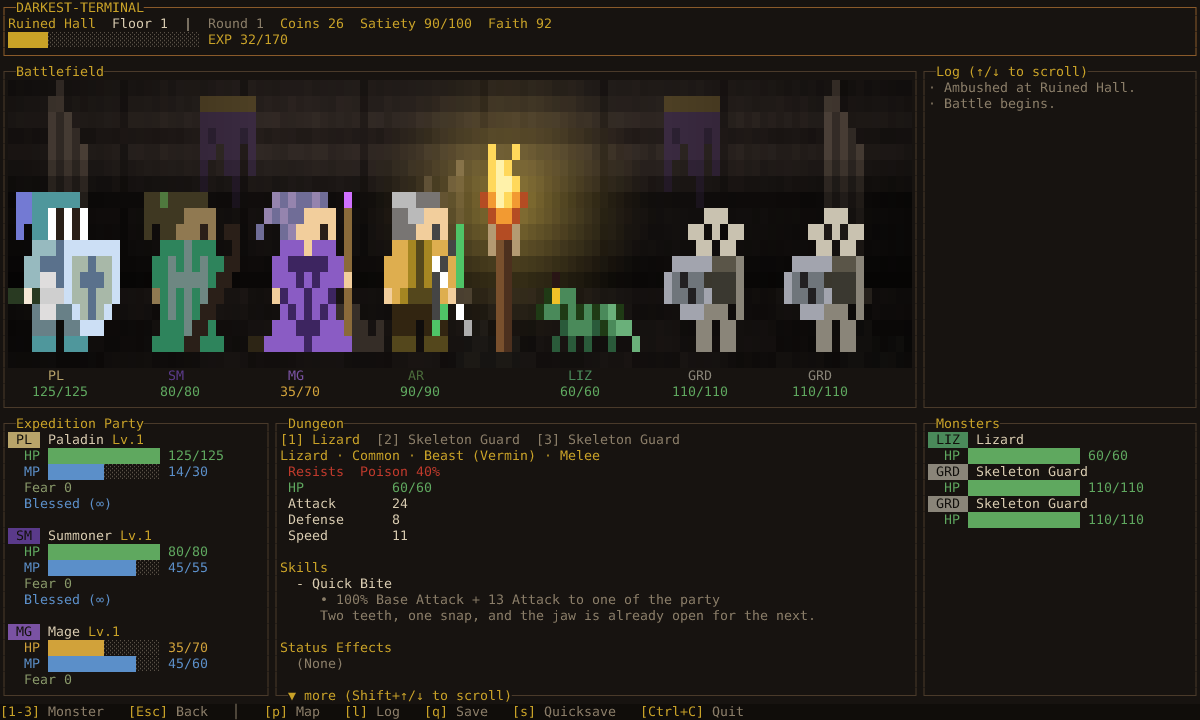 DARKEST-TERMINAL
Ruined Hall  Floor 1  |  Round 1  Coins 26  Satiety 90/100  Faith 92
EXP 32/170
Battlefield
PL  SM  MG  AR  LIZ  GRD  GRD
125/125  80/80  35/70  90/90  60/60  110/110  110/110
Log (↑/↓ to scroll)
· Ambushed at Ruined Hall.
· Battle begins.
Expedition Party
PL Paladin Lv.1
HP 125/125
MP 14/30
Fear 0
Blessed (∞)
SM Summoner Lv.1
HP 80/80
MP 45/55
Fear 0
Blessed (∞)
MG Mage Lv.1
HP 35/70
MP 45/60
Fear 0
Dungeon
[1] Lizard  [2] Skeleton Guard  [3] Skeleton Guard
Lizard · Common · Beast (Vermin) · Melee
Resists  Poison 40%
HP 60/60
Attack 24
Defense 8
Speed 11
Skills
- Quick Bite
• 100% Base Attack + 13 Attack to one of the party
Two teeth, one snap, and the jaw is already open for the next.
Status Effects
(None)
▼ more (Shift+↑/↓ to scroll)
Monsters
LIZ Lizard
HP 60/60
GRD Skeleton Guard
HP 110/110
GRD Skeleton Guard
HP 110/110
[1-3] Monster  [Esc] Back  │  [p] Map  [l] Log  [q] Save  [s] Quicksave  [Ctrl+C] Quit